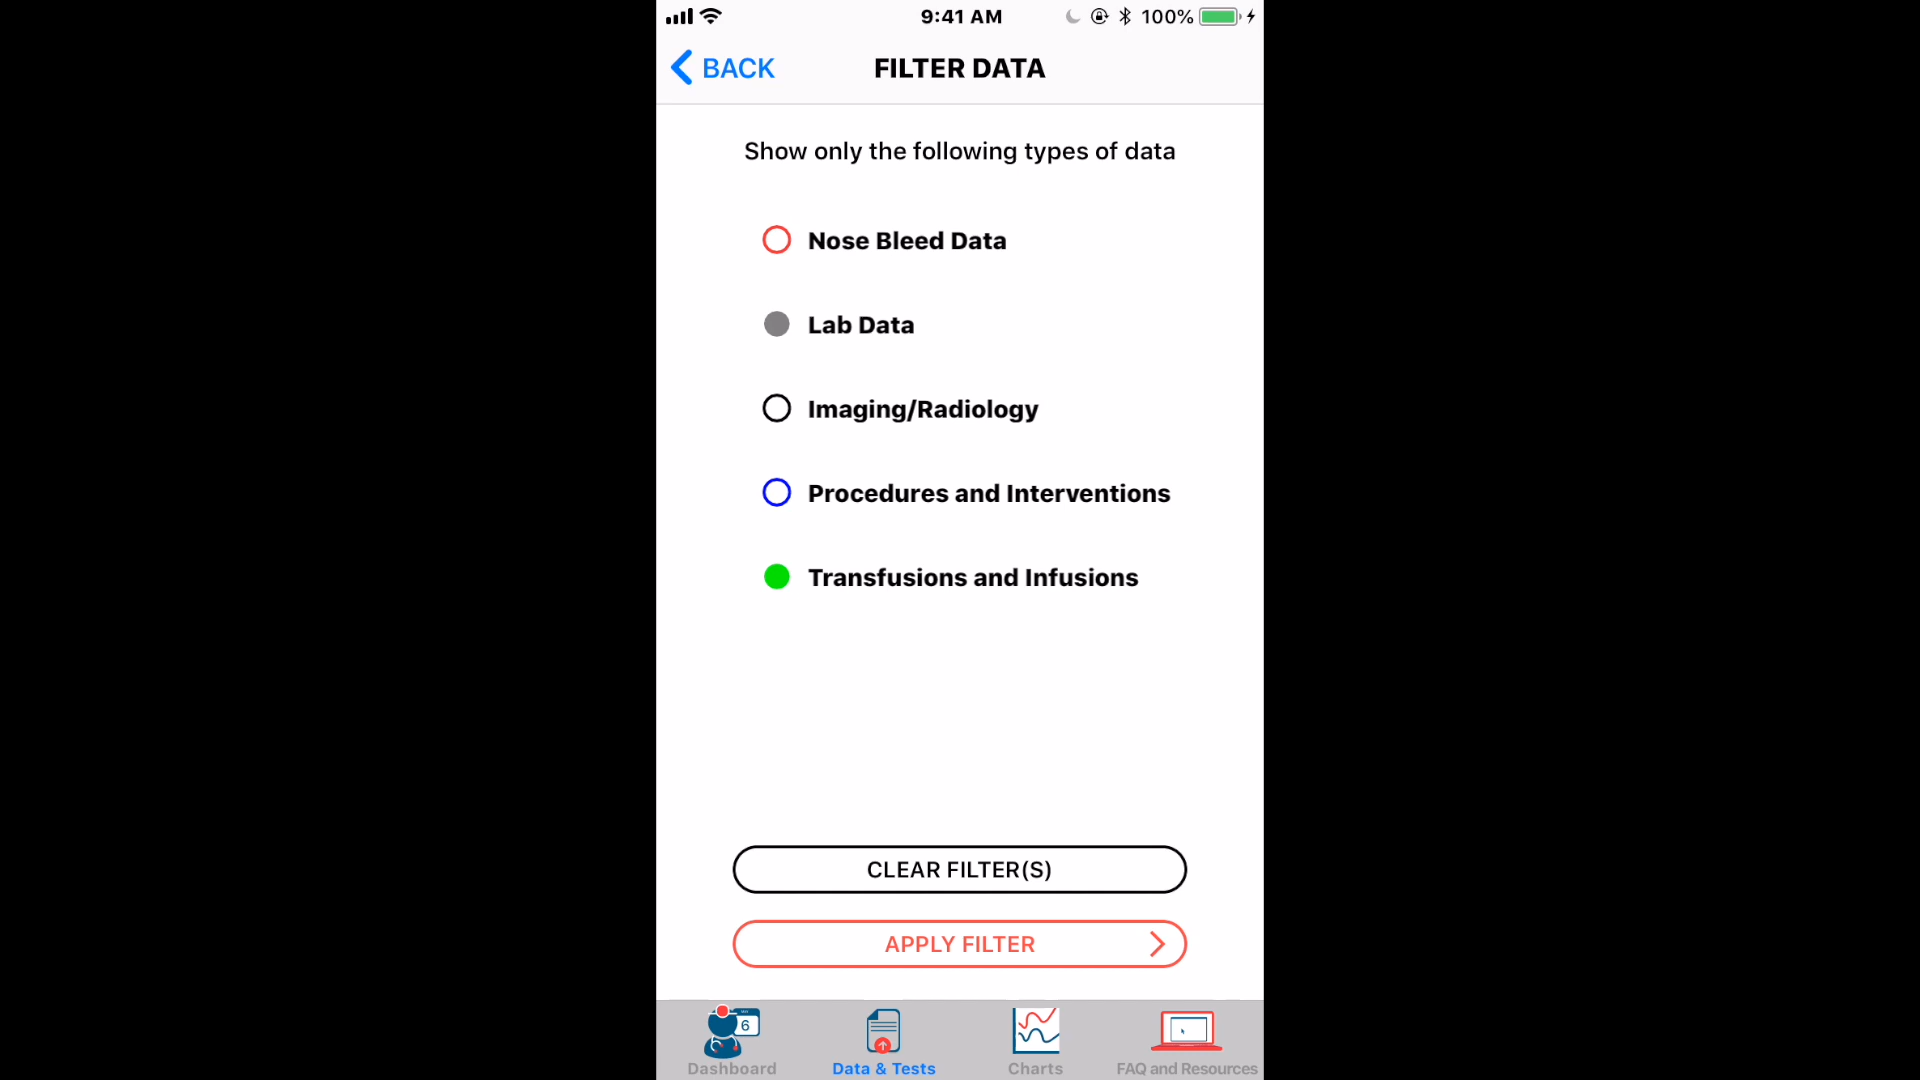 9:41 AM
100%
BACK
FILTER DATA
Show only the following types of data
Nose Bleed Data
Lab Data
Imaging/Radiology
Procedures and Interventions
Transfusions and Infusions
CLEAR FILTER(S)
APPLY FILTER
6
Dashboard
Data & Tests
Charts
FAQ and Resources